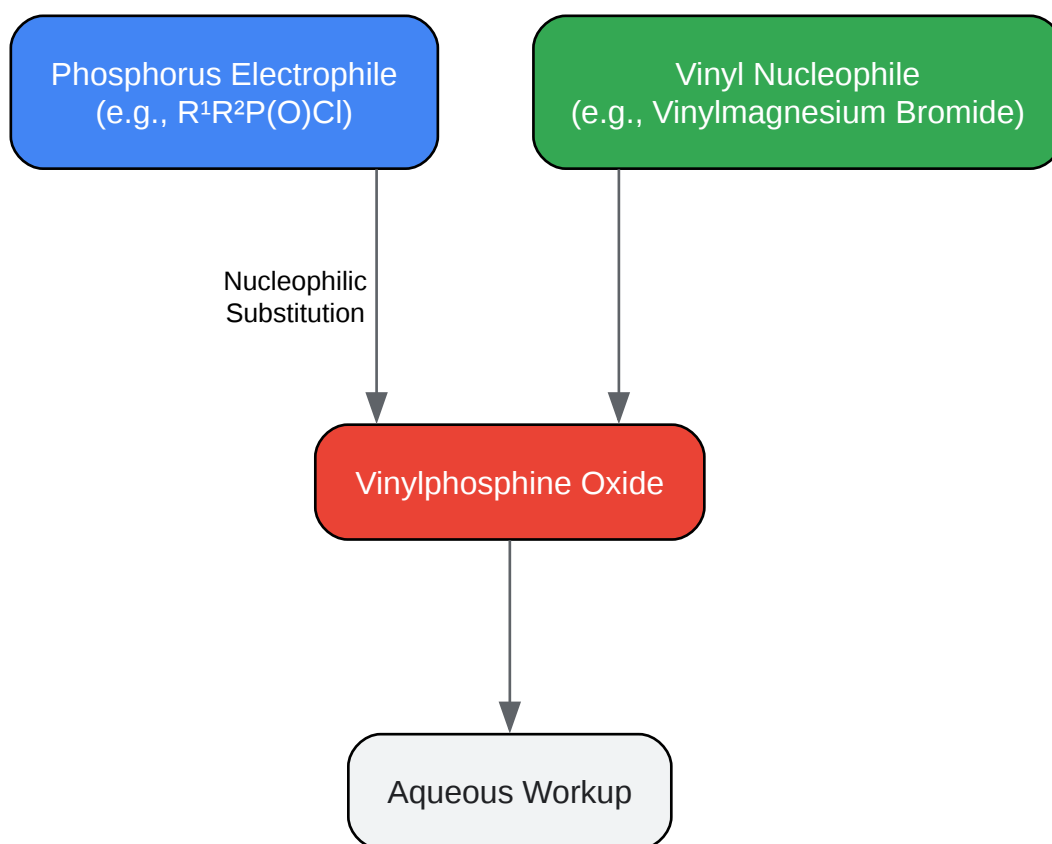 Phosphorus Electrophile
(e.g., R¹R²P(O)Cl)
Vinyl Nucleophile
(e.g., Vinylmagnesium Bromide)
Nucleophilic
Substitution
Vinylphosphine Oxide
Aqueous Workup